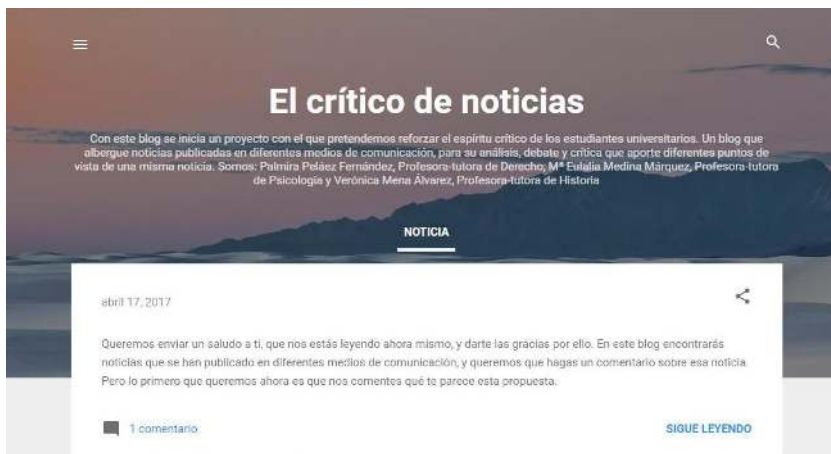 El crítico de noticias
Con este blog se inicia un proyecto con el que pretendemos reforzar el espíritu crítico de los estudiantes universitarios. Un blog que
albergue noticias publicadas en diferentes medios de comunicación, para su análisis, debate y crítica que aporte diferentes puntos de
vista de una misma noticia. Somos: Palmira Peláez Fernández, Profesora-tutora de Derecho; Mª Eulalia Medina Márquez, Profesora-tutora
de Psicología y Verónica Mena Álvarez, Profesora-tutora de Historia
NOTICIA
abril 17, 2017
Queremos enviar un saludo a ti, que nos estás leyendo ahora mismo, y darte las gracias por ello. En este blog encontrarás
noticias que se han publicado en diferentes medios de comunicación, y queremos que hagas un comentario sobre esa noticia.
Pero lo primero que queremos ahora es que nos comentes qué te parece esta propuesta.
1 comentario
SIGUE LEYENDO